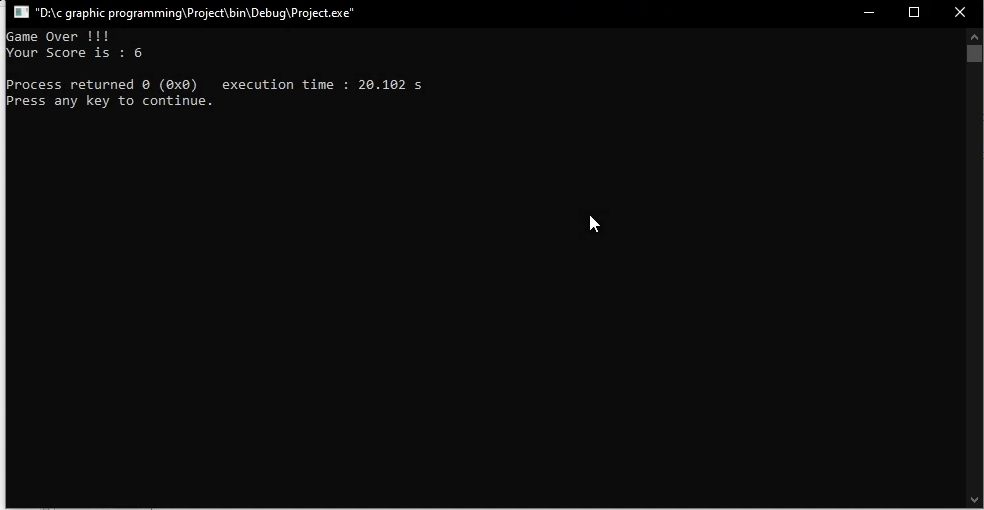 "D:\c graphic programming\Project\bin\Debug\Project.exe"
Game Over !!!
Your Score is : 6
Process returned 0 (0x0)   execution time : 20.102 s
Press any key to continue.